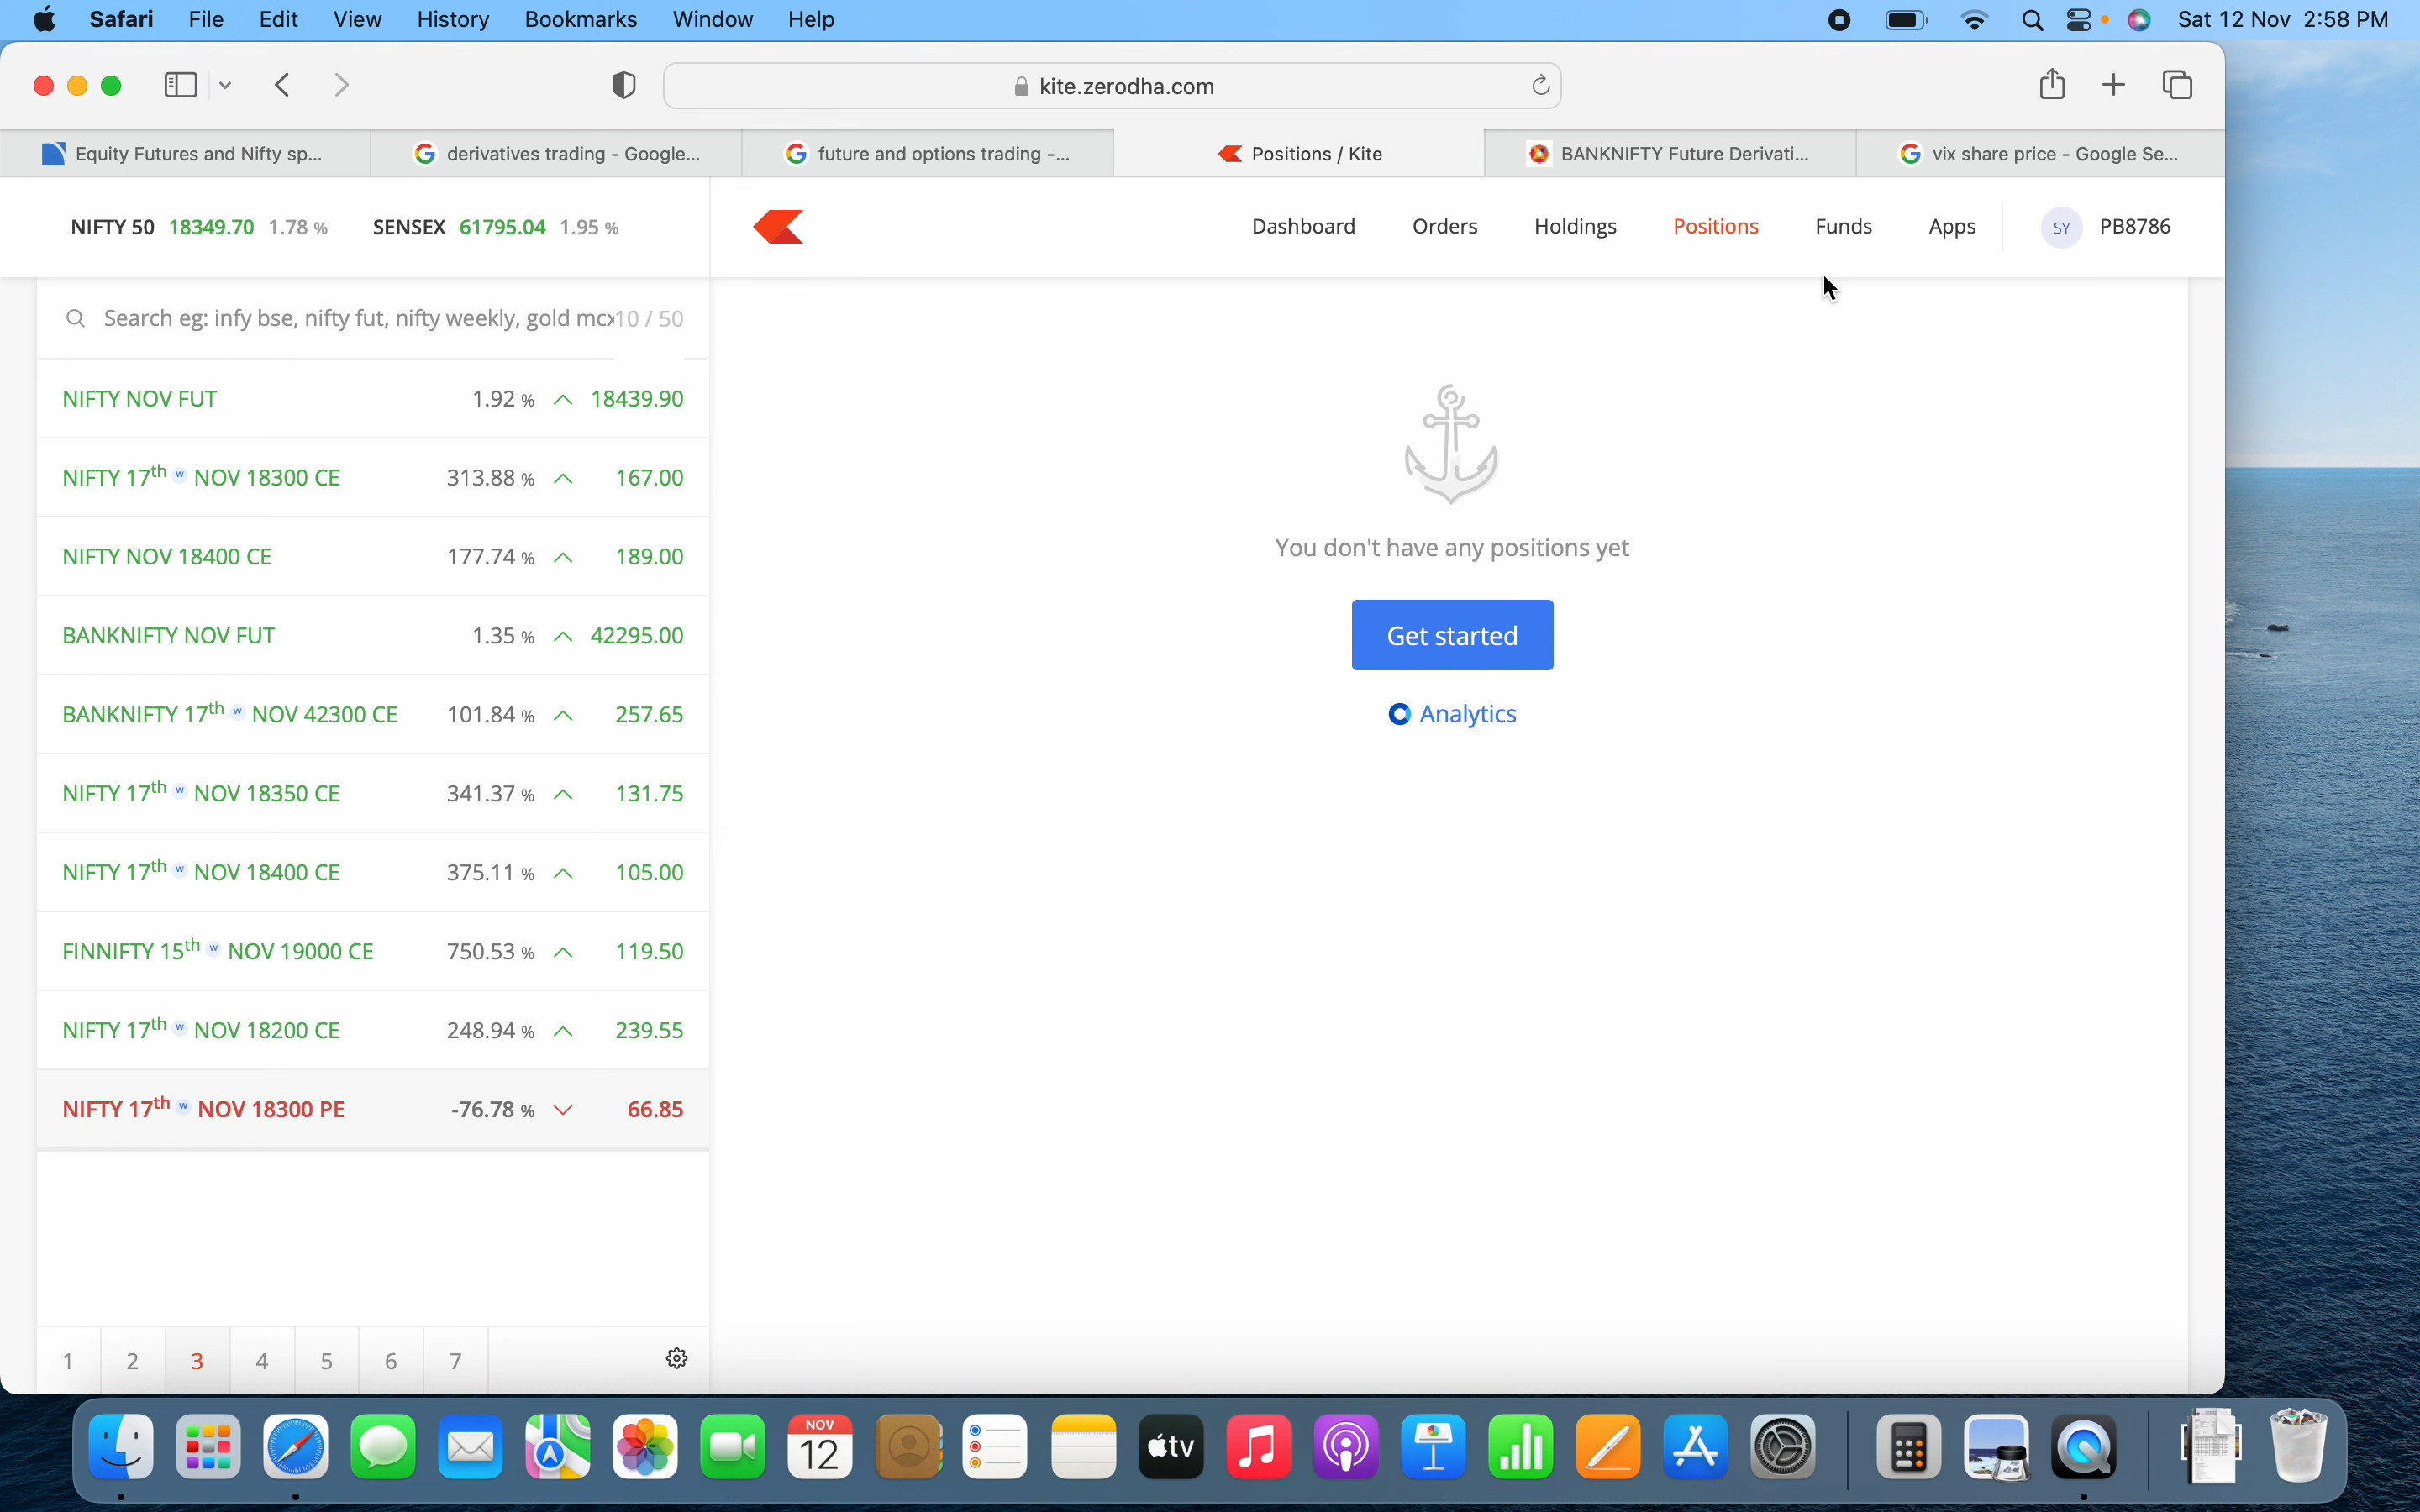 Safari File Edit View History Bookmarks Window Help Sat 12 Nov 2:58 PM
kite.zerodha.com
Equity Futures and Nifty sp... derivatives trading - Google... future and options trading -... Positions / Kite BANKNIFTY Future Derivati... vix share price - Google Se...
NIFTY 50 18349.70 1.78 % SENSEX 61795.04 1.95 % Dashboard Orders Holdings Positions Funds Apps SY PB8786
Search eg: infy bse, nifty fut, nifty weekly, gold mcx 10 / 50
NIFTY NOV FUT 1.92 % 18439.90
NIFTY 17th w NOV 18300 CE 313.88 % 167.00
NIFTY NOV 18400 CE 177.74 % 189.00
BANKNIFTY NOV FUT 1.35 % 42295.00
BANKNIFTY 17th w NOV 42300 CE 101.84 % 257.65
NIFTY 17th w NOV 18350 CE 341.37 % 131.75
NIFTY 17th w NOV 18400 CE 375.11 % 105.00
FINNIFTY 15th w NOV 19000 CE 750.53 % 119.50
NIFTY 17th w NOV 18200 CE 248.94 % 239.55
NIFTY 17th w NOV 18300 PE -76.78 % 66.85
You don't have any positions yet
Get started
Analytics
1 2 3 4 5 6 7
NOV
12
tv